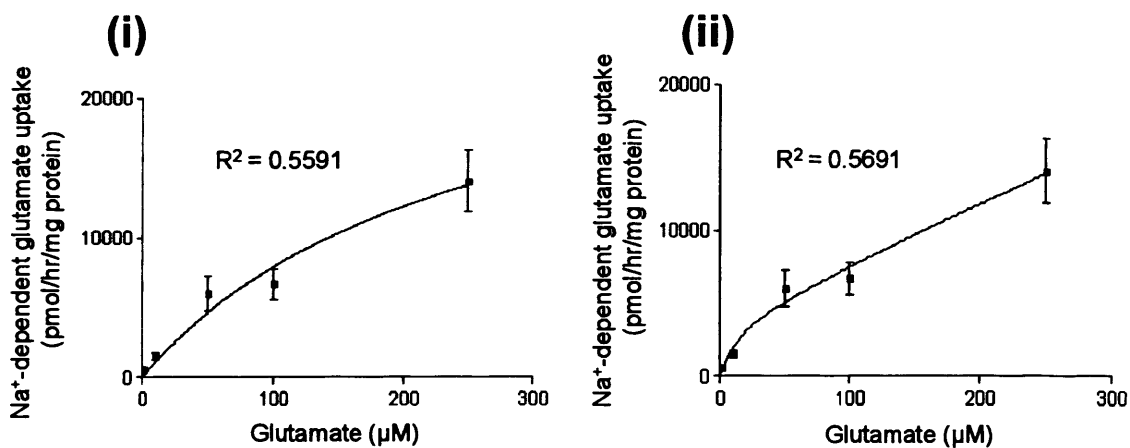 (i)
Na⁺-dependent glutamate uptake
(pmol/hr/mg protein)
20000
10000
0
R² = 0.5591
0
100
200
300
Glutamate (µM)
(ii)
Na⁺-dependent glutamate uptake
(pmol/hr/mg protein)
20000
10000
0
R² = 0.5691
0
100
200
300
Glutamate (µM)